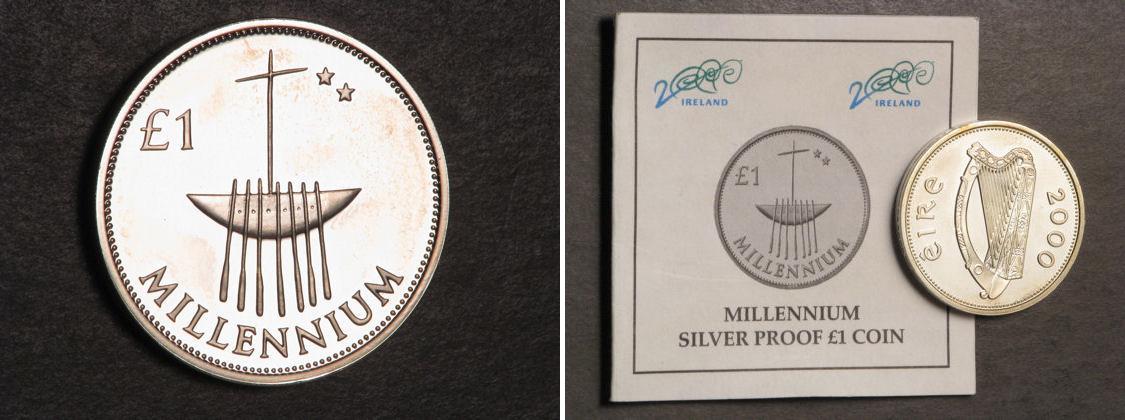 £1
MILLENNIUM
2000 2000
IRELAND IRELAND
£1
MILLENNIUM
ÉIRE 2000
MILLENNIUM
SILVER PROOF £1 COIN